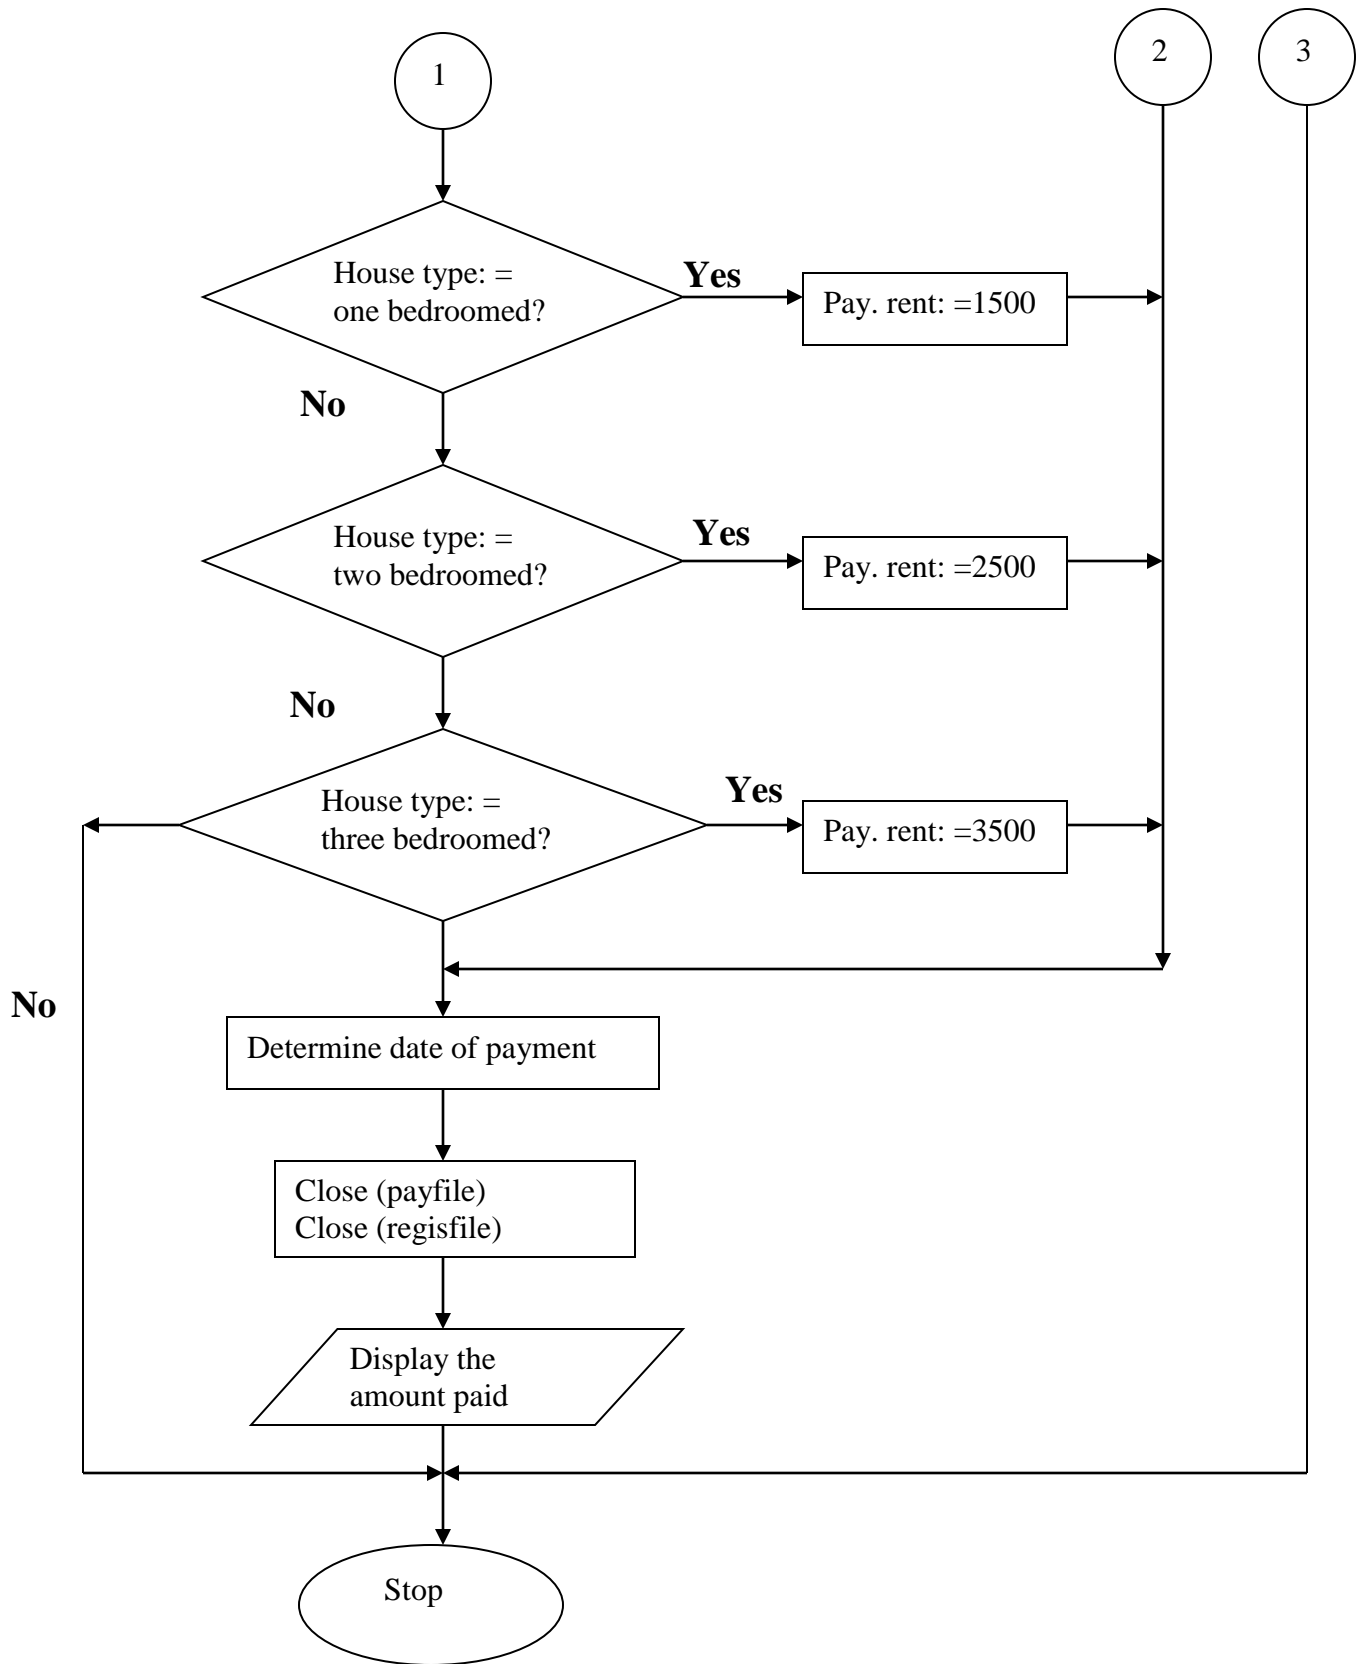 1
2
3
House type: =
one bedroomed?
Yes
Pay. rent: =1500
No
House type: =
two bedroomed?
Yes
Pay. rent: =2500
No
House type: =
three bedroomed?
Yes
Pay. rent: =3500
No
Determine date of payment
Close (payfile)
Close (regisfile)
Display the
amount paid
Stop